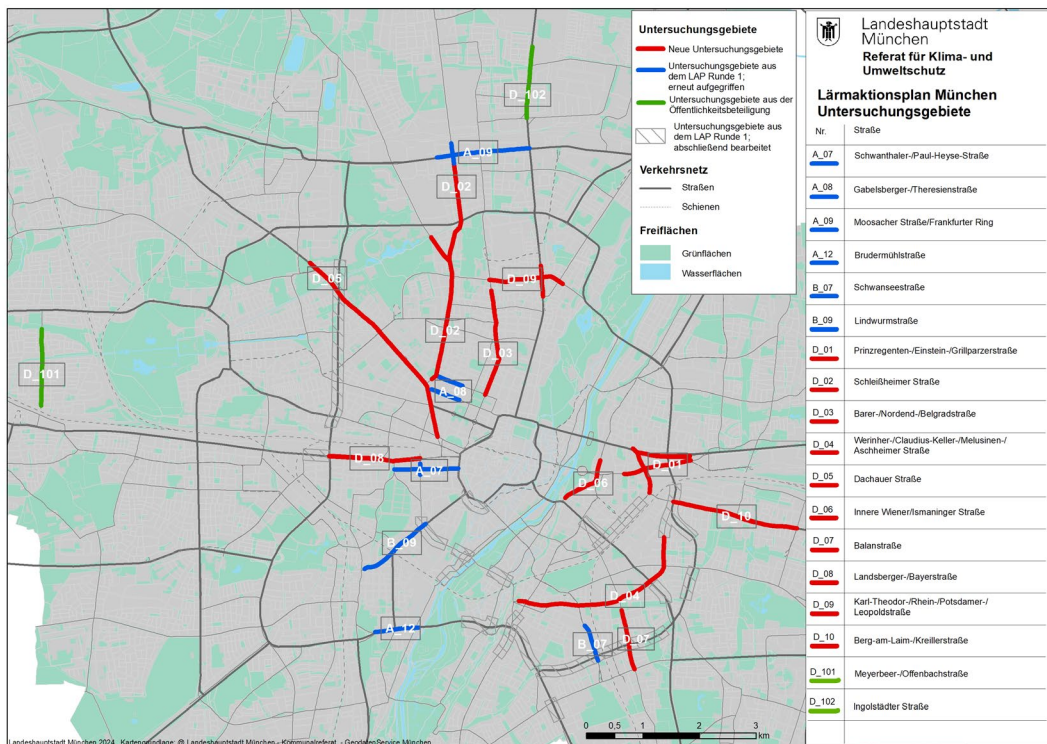 Untersuchungsgebiete
Neue Untersuchungsgebiete
Untersuchungsgebiete aus
dem LAP Runde 1;
erneut aufgegriffen
Untersuchungsgebiete aus der
Öffentlichkeitsbeteiligung
Untersuchungsgebiete aus
dem LAP Runde 1;
abschließend bearbeitet
Verkehrsnetz
Straßen
Schienen
Freiflächen
Grünflächen
Wasserflächen
D_102
A_09
D_02
D_05
D_09
D_02
D_03
D_101
A_08
D_08
A_07
D_01
D_06
D_10
B_09
D_04
A_12
B_07
D_07
0 0,5 1 2 3
km
Landeshauptstadt München 2024, Kartengrundlage: @ Landeshauptstadt München - Kommunalreferat - GeodatenService München
Landeshauptstadt
München
Referat für Klima- und
Umweltschutz
Lärmaktionsplan München
Untersuchungsgebiete
Nr. Straße
A_07 Schwanthaler-/Paul-Heyse-Straße
A_08 Gabelsberger-/Theresienstraße
A_09 Moosacher Straße/Frankfurter Ring
A_12 Brudermühlstraße
B_07 Schwanseestraße
B_09 Lindwurmstraße
D_01 Prinzregenten-/Einstein-/Grillparzerstraße
D_02 Schleißheimer Straße
D_03 Barer-/Nordend-/Belgradstraße
D_04 Werinher-/Claudius-Keller-/Melusinen-/
Aschheimer Straße
D_05 Dachauer Straße
D_06 Innere Wiener/Ismaninger Straße
D_07 Balanstraße
D_08 Landsberger-/Bayerstraße
D_09 Karl-Theodor-/Rhein-/Potsdamer-/
Leopoldstraße
D_10 Berg-am-Laim-/Kreillerstraße
D_101 Meyerbeer-/Offenbachstraße
D_102 Ingolstädter Straße